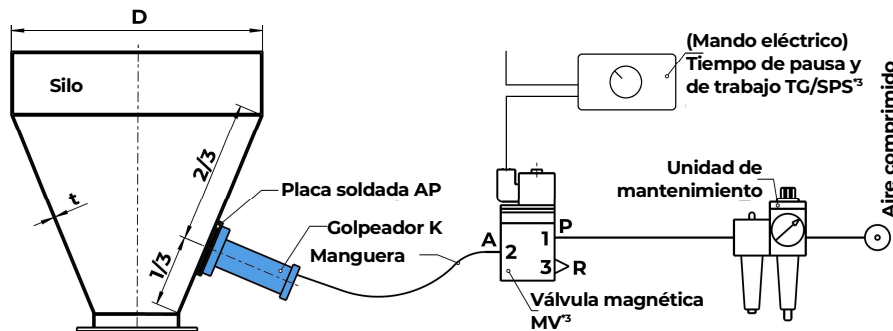 D
Silo
t
2/3
1/3
Placa soldada AP
Golpeador K
Manguera
(Mando eléctrico)
Tiempo de pausa y
de trabajo TG/SPS*3
A
2
P
1
3
R
Válvula magnética
MV*3
Unidad de
mantenimiento
Aire comprimido